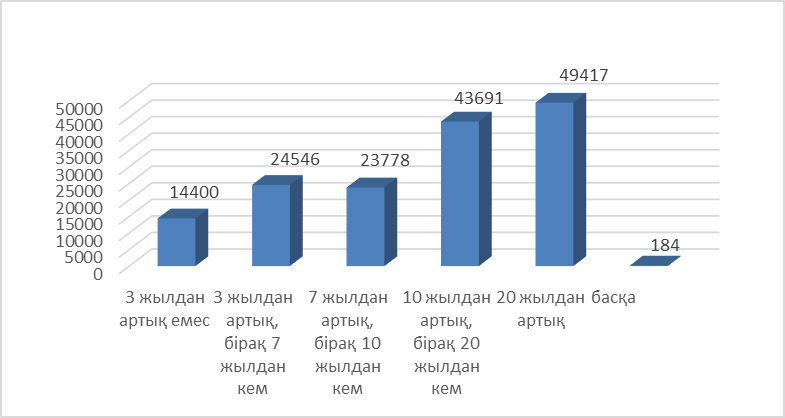 49417
43691
24546
23778
14400
184
50000
45000
40000
35000
30000
25000
20000
15000
10000
5000
0
3 жылдан
артық емес
3 жылдан
артық,
бірақ 7
жылдан
кем
7 жылдан
артық,
бірақ 10
жылдан
кем
10 жылдан
артық,
бірақ 20
жылдан
кем
20 жылдан
артық
басқа